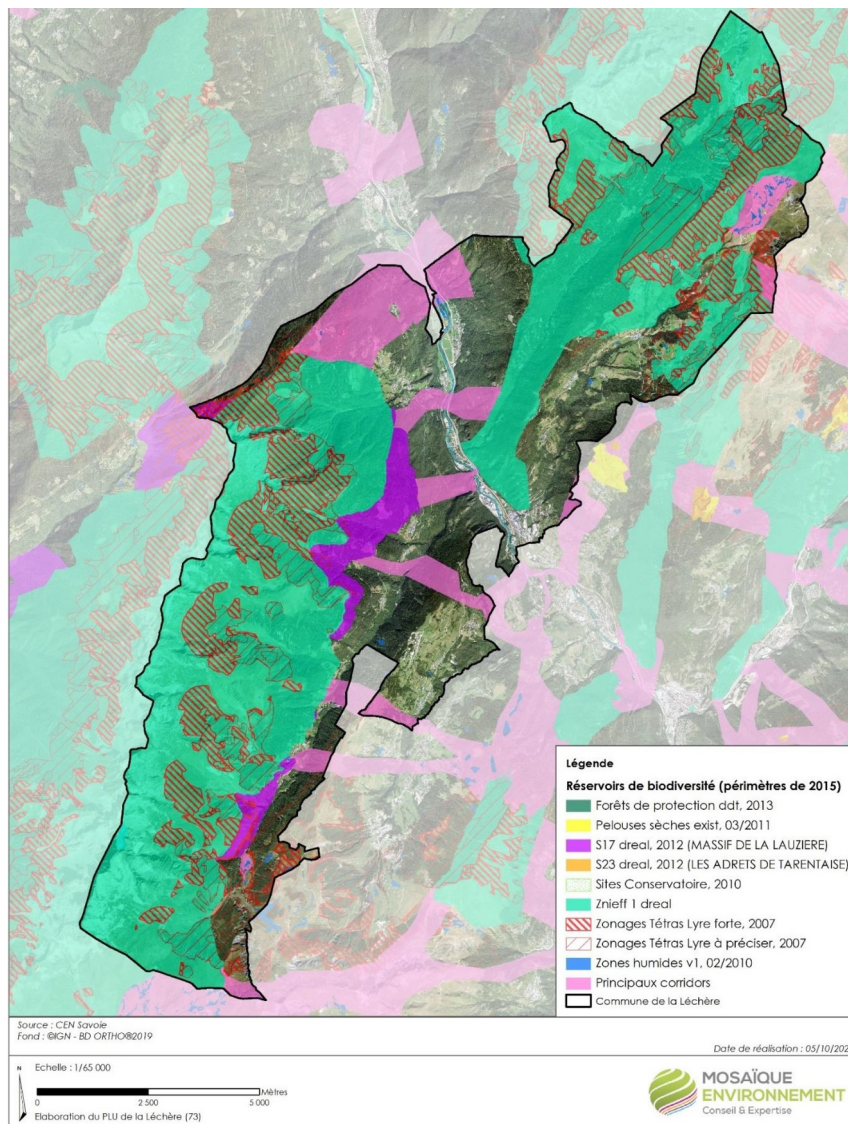 Légende
Réservoirs de biodiversité (périmètres de 2015)
Forêts de protection ddt, 2013
Pelouses sèches exist, 03/2011
S17 dreal, 2012 (MASSIF DE LA LAUZIERE)
S23 dreal, 2012 (LES ADRETS DE TARENTAISE)
Sites Conservatoire, 2010
Znieff 1 dreal
Zonages Tétras Lyre forte, 2007
Zonages Tétras Lyre à préciser, 2007
Zones humides v1, 02/2010
Principaux corridors
Commune de la Léchère
Source : CEN Savoie
Fond : ©IGN - BD ORTHO®2019
Date de réalisation : 05/10/202
N
Echelle : 1/65 000
Mètres
0 2 500 5 000
Elaboration du PLU de la Léchère (73)
MOSAÏQUE
ENVIRONNEMENT
Conseil & Expertise